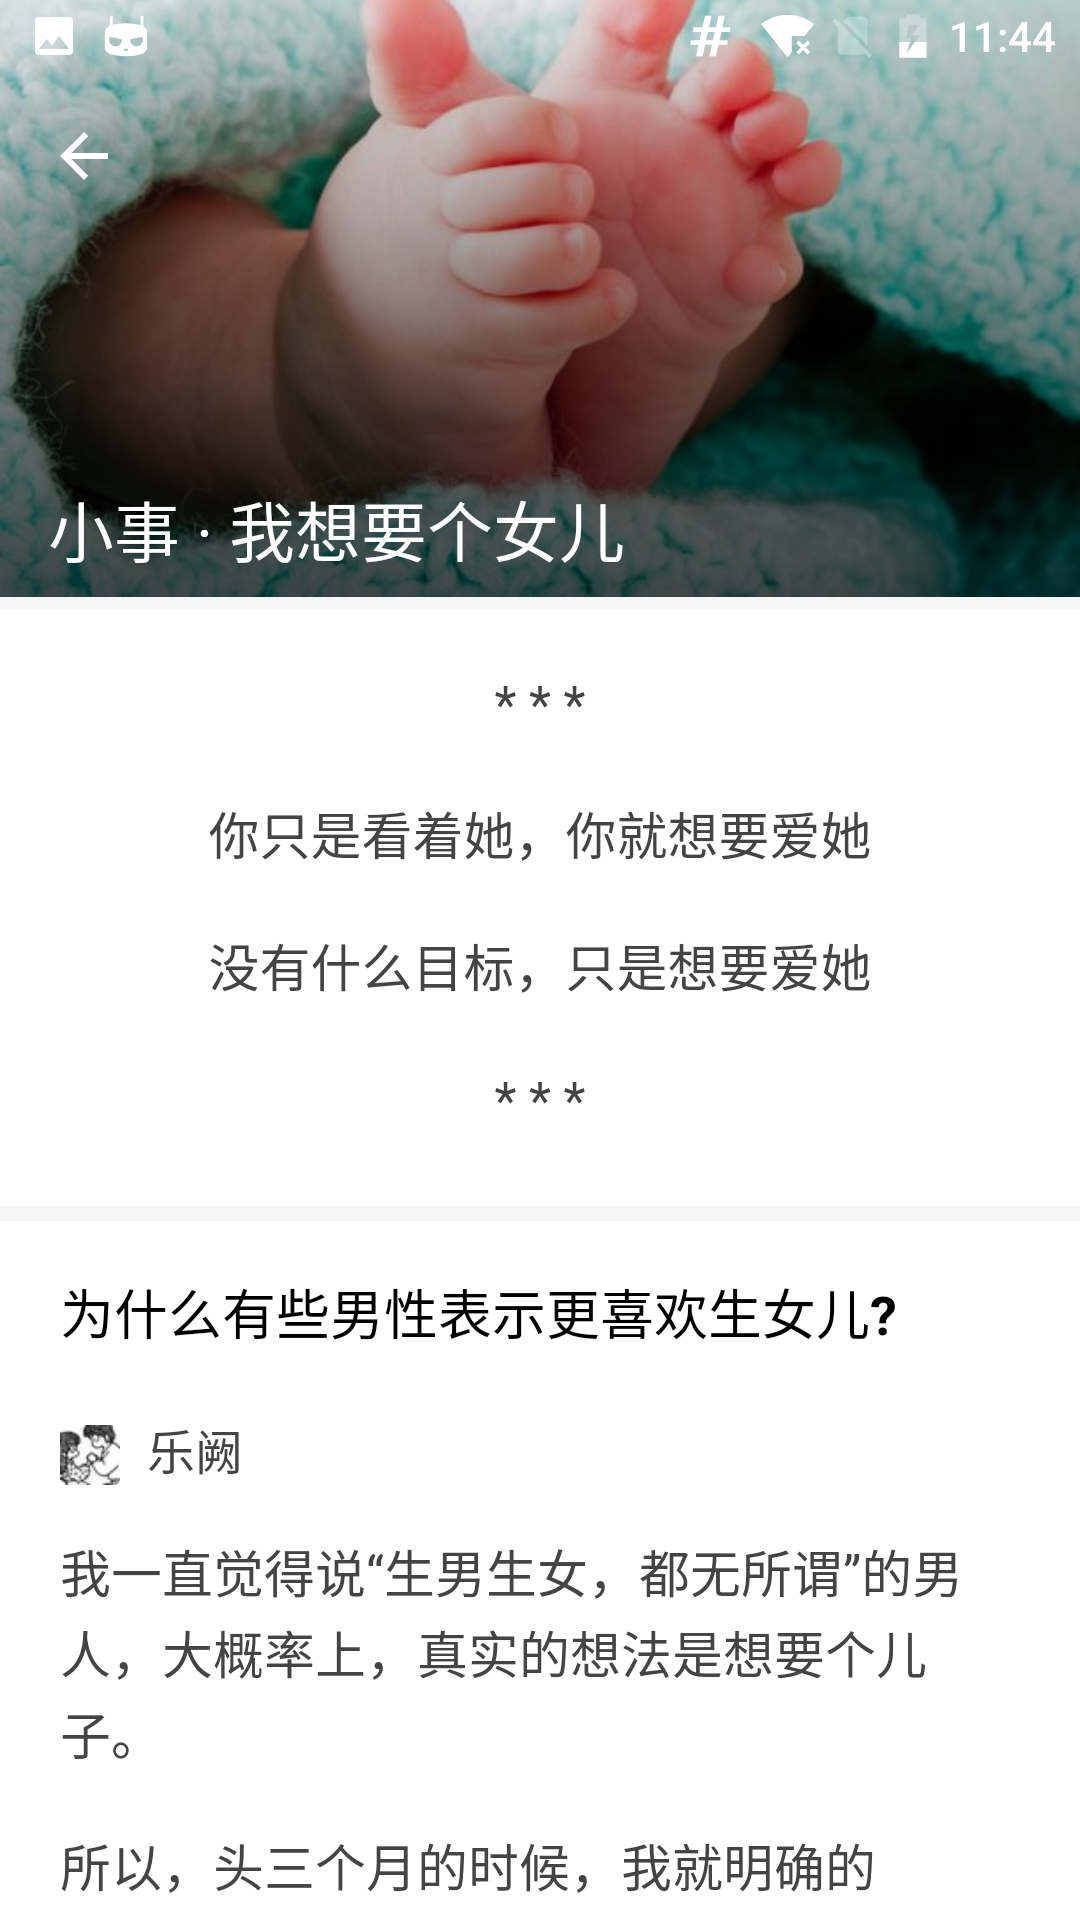 # 11:44
小事 · 我想要个女儿
* * *
你只是看着她，你就想要爱她
没有什么目标，只是想要爱她
* * *
为什么有些男性表示更喜欢生女儿?
乐阙
我一直觉得说“生男生女，都无所谓”的男
人，大概率上，真实的想法是想要个儿
子。
所以，头三个月的时候，我就明确的